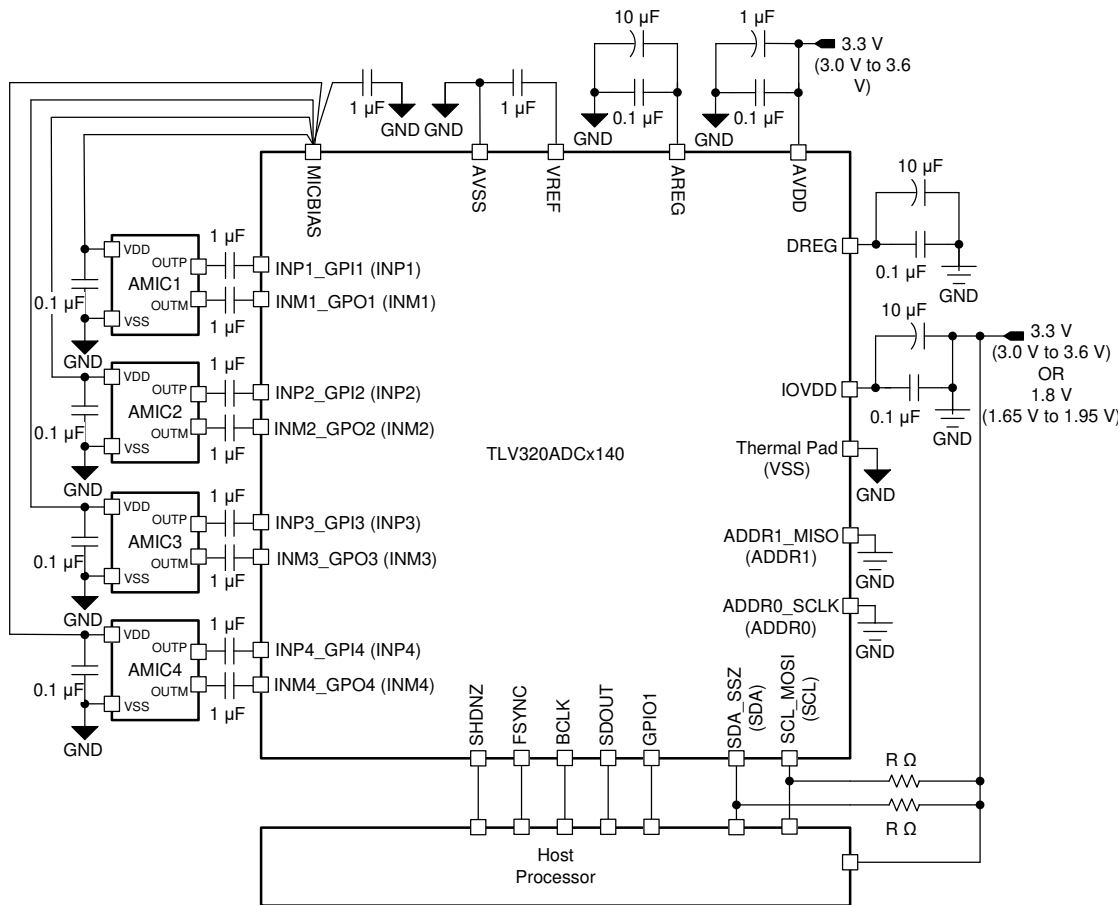 10 µF
1 µF
3.3 V
(3.0 V to 3.6
V)
1 µF
GND
GND
1 µF
GND
0.1 µF
GND
0.1 µF
MICBIAS
AVSS
VREF
AREG
AVDD
10 µF
DREG
0.1 µF
GND
VDD
OUTP
AMIC1
OUTM
VSS
0.1 µF
GND
1 µF
1 µF
INP1_GPI1 (INP1)
INM1_GPO1 (INM1)
10 µF
3.3 V
(3.0 V to 3.6 V)
OR
1.8 V
(1.65 V to 1.95 V)
IOVDD
0.1 µF
GND
VDD
OUTP
AMIC2
OUTM
VSS
0.1 µF
GND
1 µF
1 µF
INP2_GPI2 (INP2)
INM2_GPO2 (INM2)
TLV320ADCx140
Thermal Pad
(VSS)
GND
VDD
OUTP
AMIC3
OUTM
VSS
0.1 µF
GND
1 µF
1 µF
INP3_GPI3 (INP3)
INM3_GPO3 (INM3)
ADDR1_MISO
(ADDR1)
GND
ADDR0_SCLK
(ADDR0)
GND
VDD
OUTP
AMIC4
OUTM
VSS
0.1 µF
GND
1 µF
1 µF
INP4_GPI4 (INP4)
INM4_GPO4 (INM4)
SHDNZ
FSYNC
BCLK
SDOUT
GPIO1
SDA_SSZ
(SDA)
SCL_MOSI
(SCL)
R Ω
R Ω
Host
Processor